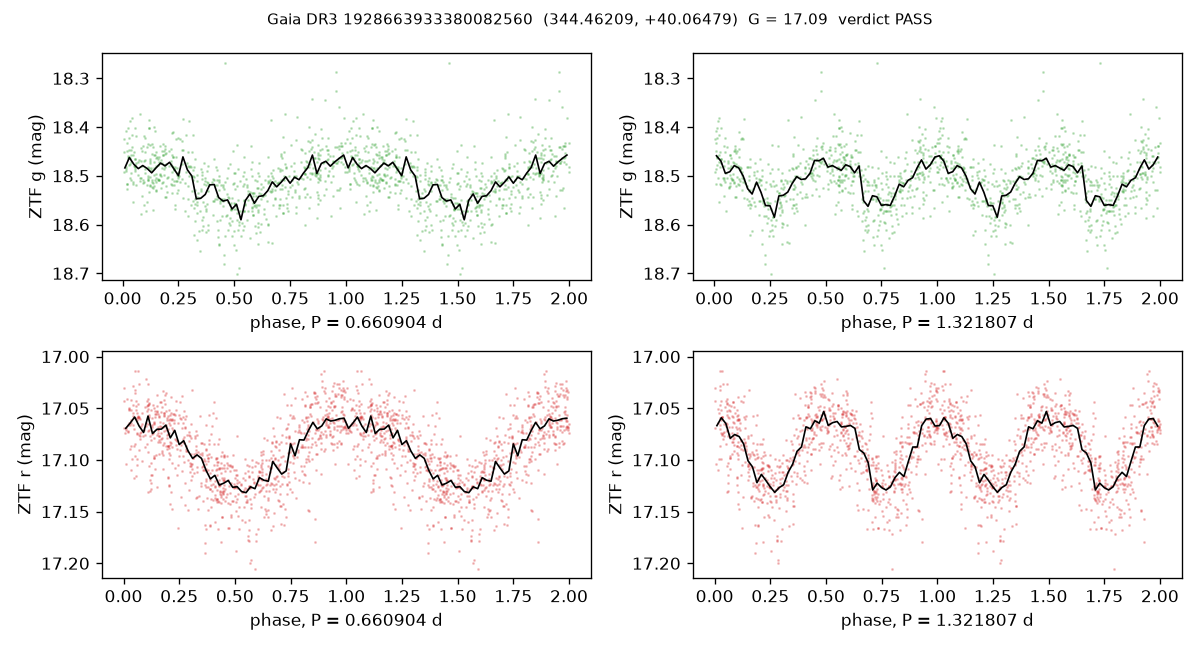 Gaia DR3 1928663933380082560  (344.46209, +40.06479)  G = 17.09  verdict PASS
ZTF g (mag)
18.3
18.4
18.5
18.6
18.7
0.00 0.25 0.50 0.75 1.00 1.25 1.50 1.75 2.00
phase, P = 0.660904 d
ZTF g (mag)
18.3
18.4
18.5
18.6
18.7
0.00 0.25 0.50 0.75 1.00 1.25 1.50 1.75 2.00
phase, P = 1.321807 d
ZTF r (mag)
17.00
17.05
17.10
17.15
17.20
0.00 0.25 0.50 0.75 1.00 1.25 1.50 1.75 2.00
phase, P = 0.660904 d
ZTF r (mag)
17.00
17.05
17.10
17.15
17.20
0.00 0.25 0.50 0.75 1.00 1.25 1.50 1.75 2.00
phase, P = 1.321807 d